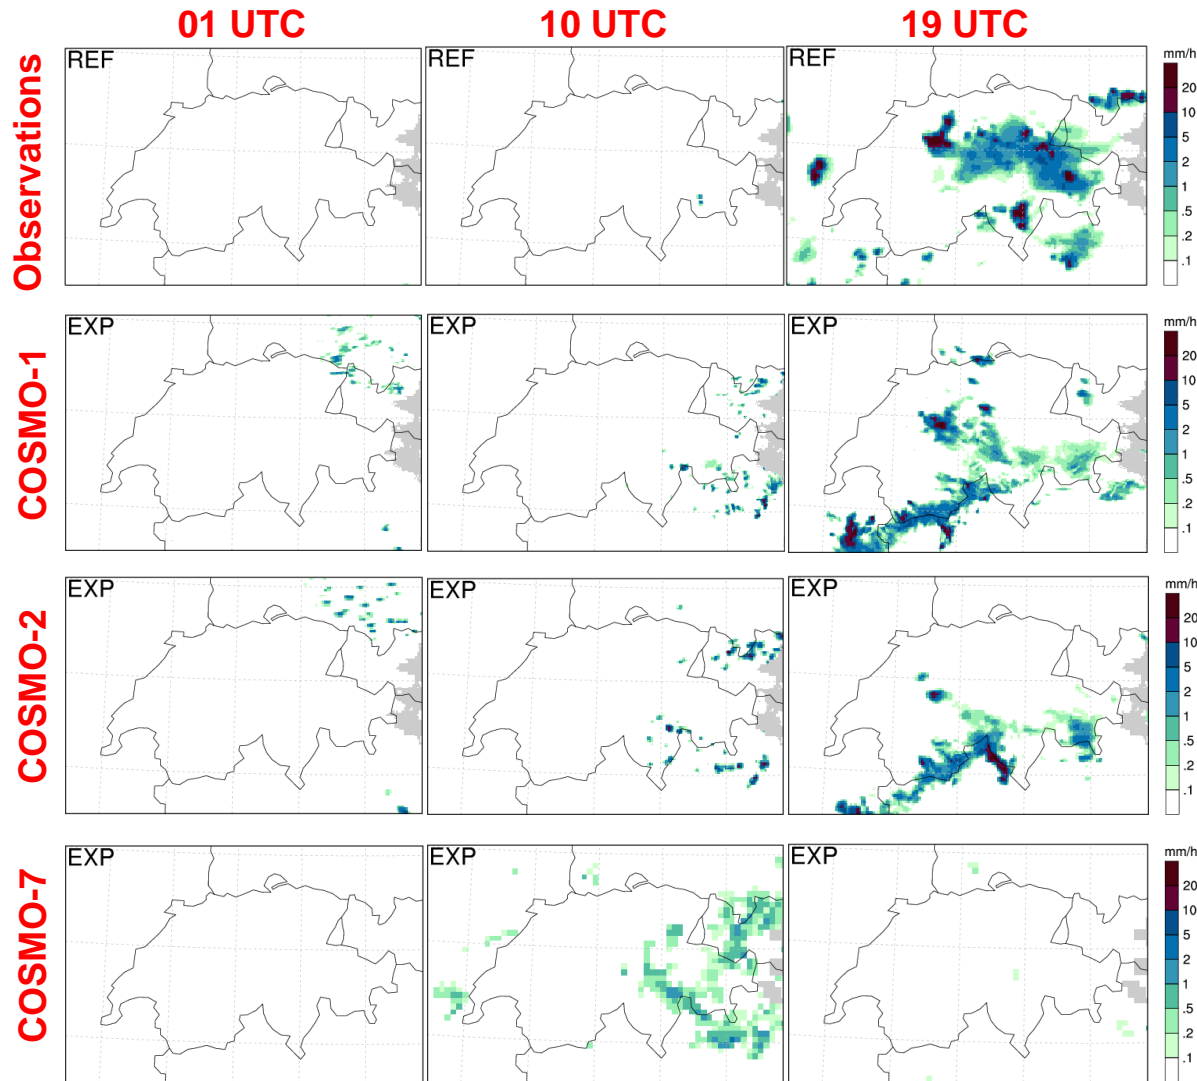 01 UTC 10 UTC 19 UTC
Observations
REF REF REF
mm/h
20
10
5
2
1
.5
.2
.1
COSMO-1
EXP EXP EXP
mm/h
20
10
5
2
1
.5
.2
.1
COSMO-2
EXP EXP EXP
mm/h
20
10
5
2
1
.5
.2
.1
COSMO-7
EXP EXP EXP
mm/h
20
10
5
2
1
.5
.2
.1